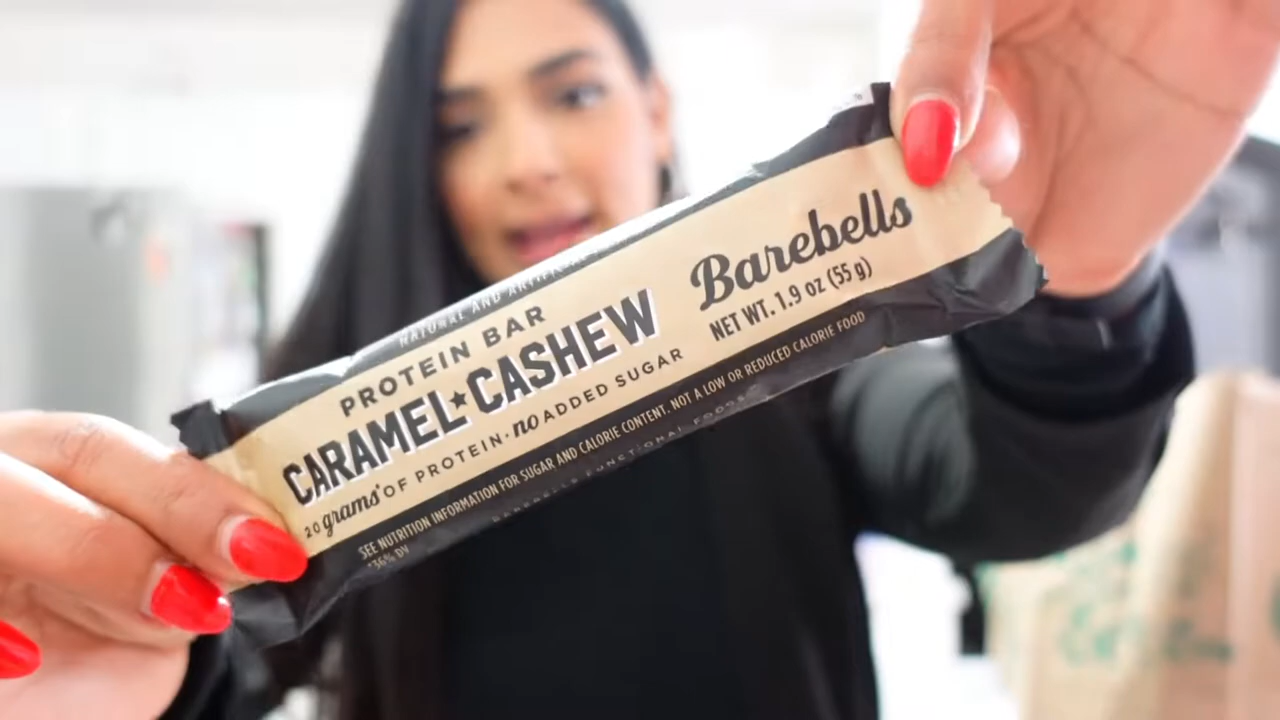 NATURAL AND ARTIFICIAL
PROTEIN BAR
CARAMEL★CASHEW
20 grams* OF PROTEIN · no ADDED SUGAR
Barebells
NET WT. 1.9 oz (55 g)
SEE NUTRITION INFORMATION FOR SUGAR AND CALORIE CONTENT. NOT A LOW OR REDUCED CALORIE FOOD
*36% DV
BAREBELLS FUNCTIONAL FOODS